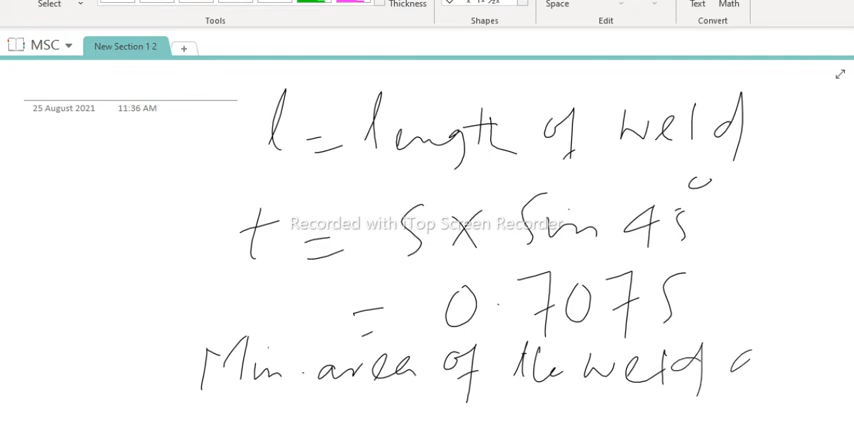 Select
Tools
Thickness
Shapes
Space
Edit
Text
Math
Convert
MSC
New Section 1 2
+
25 August 2021 11:36 AM
l = length of weld
t = s x Sin 45°
Recorded with iTop Screen Recorder
= 0.707s
Min. area of the weld o